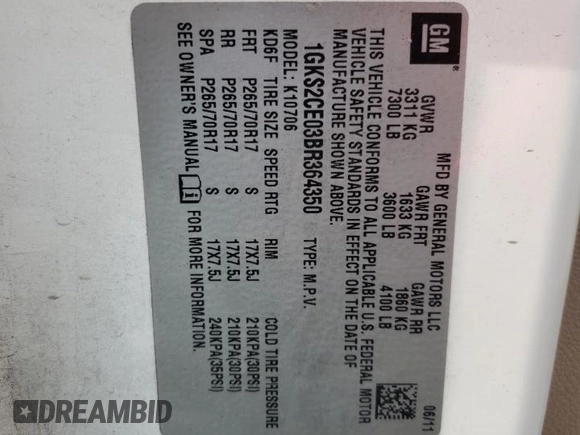 GM
®
MFD BY GENERAL MOTORS LLC
06/11
GVWR GAWR FRT GAWR RR
3311 KG 1633 KG 1860 KG
7300 LB 3600 LB 4100 LB
THIS VEHICLE CONFORMS TO ALL APPLICABLE U.S. FEDERAL MOTOR
VEHICLE SAFETY STANDARDS IN EFFECT ON THE DATE OF
MANUFACTURE SHOWN ABOVE.
1GKS2CE03BR364350 TYPE: M.P.V.
MODEL: K10706
KDGF TIRE SIZE SPEED RTG RIM COLD TIRE PRESSURE
FRT P265/70R17 S 17X7.5J 210KPA(30PSI)
RR P265/70R17 S 17X7.5J 210KPA(30PSI)
SPA P265/70R17 S 17X7.5J 240KPA(35PSI)
SEE OWNER'S MANUAL i FOR MORE INFORMATION.
DREAMBID